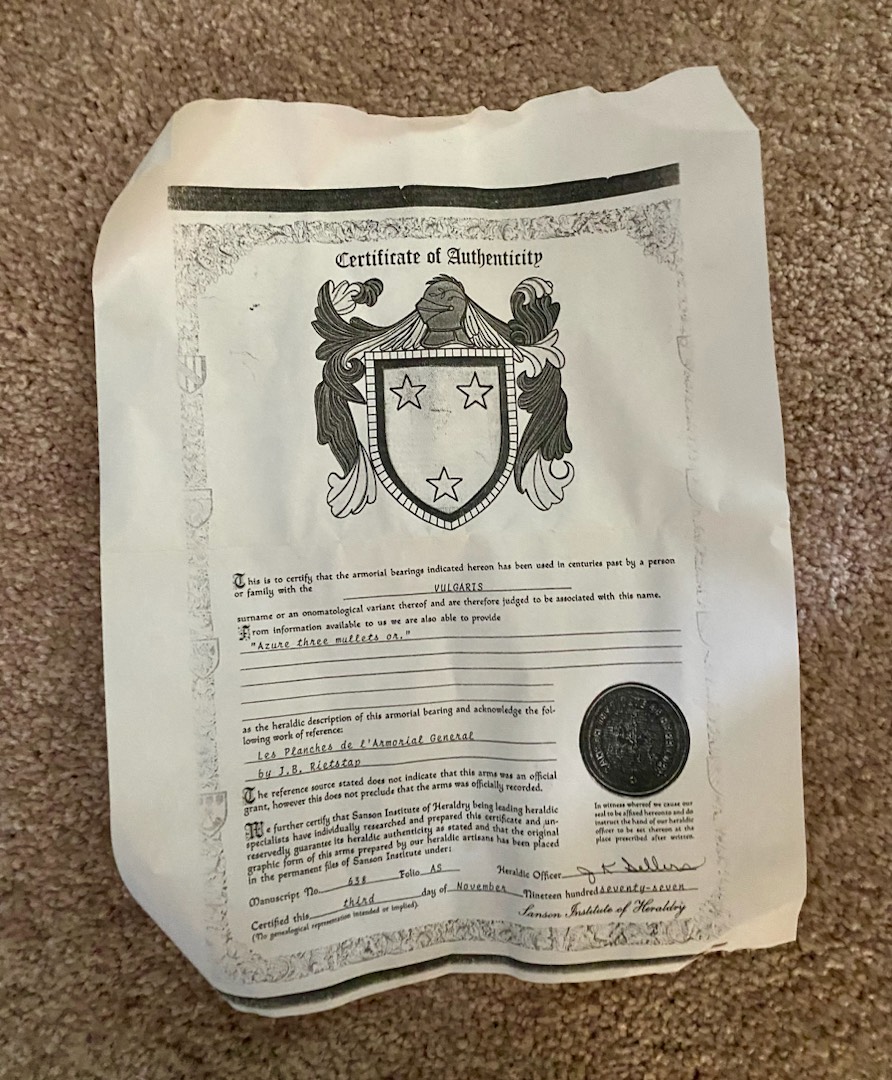 Certificate of Authenticity
This is to certify that the armorial bearings indicated hereon has been used in centuries past by a person
or family with the VULGARIS
surname or an onomatological variant thereof and are therefore judged to be associated with this name.
From information available to us we are also able to provide
"Azure three mullets or."
as the heraldic description of this armorial bearing and acknowledge the fol-
lowing work of reference:
Les Planches de l'Armorial General
by J.B. Rietstap
The reference source stated does not indicate that this arms was an official
grant, however this does not preclude that the arms was officially recorded.
We further certify that Sanson Institute of Heraldry being leading heraldic
specialists have individually researched and prepared this certificate and un-
reservedly guarantee its heraldic authenticity as stated and that the original
graphic form of this arms prepared by our heraldic artisans has been placed
in the permanent files of Sanson Institute under:
Manuscript No. 638 Folio AS
Certified this third day of November Nineteen hundred seventy-seven
(No genealogical representation intended or implied).
In witness whereof we cause our
seal to be affixed hereunto and do
instruct the hand of our heraldic
officer to be set thereon at the
place prescribed after written.
Heraldic Officer J K Sellers
Sanson Institute of Heraldry